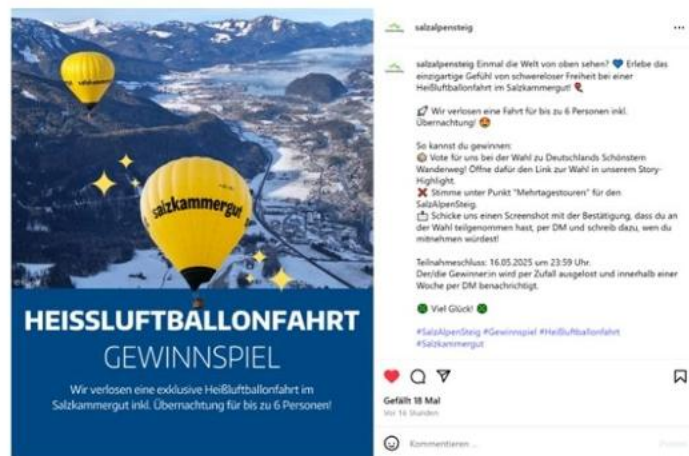 salzkammergut
salzkammergut
HEISSLUFTBALLONFAHRT
GEWINNSPIEL
Wir verlosen eine exklusive Heißluftballonfahrt im
Salzkammergut inkl. Übernachtung für bis zu 6 Personen!
salzalpensteig
salzalpensteig Einmal die Welt von oben sehen? 💙 Erlebe das
einzigartige Gefühl von schwereloser Freiheit bei einer
Heißluftballonfahrt im Salzkammergut! 🎈
🚀 Wir verlosen eine Fahrt für bis zu 6 Personen inkl.
Übernachtung! 🤩
So kannst du gewinnen:
Vote für uns bei der Wahl zu Deutschlands Schönstem
Wanderweg! Öffne dafür den Link zur Wahl in unserem Story-
Highlight.
❌ Stimme unter Punkt "Mehrtagestouren" für den
SalzAlpenSteig.
📩 Schicke uns einen Screenshot mit der Bestätigung, dass du an
der Wahl teilgenommen hast, per DM und schreib dazu, wen du
mitnehmen würdest!
Teilnahmeschluss: 16.05.2025 um 23:59 Uhr.
Der/die Gewinner:in wird per Zufall ausgelost und innerhalb einer
Woche per DM benachrichtigt.
🍀 Viel Glück! 🍀
#SalzAlpenSteig #Gewinnspiel #Heißluftballonfahrt
#Salzkammergut
Gefällt 18 Mal
Vor 16 Stunden
Kommentieren ...